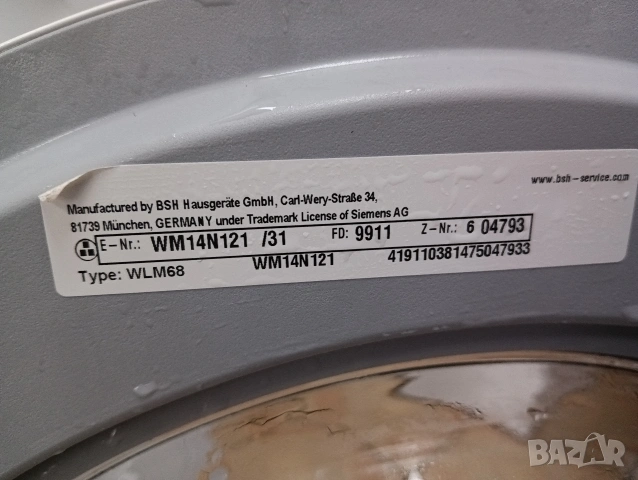 www.bsh-service.com
Manufactured by BSH Hausgeräte GmbH, Carl-Wery-Straße 34,
81739 München, GERMANY under Trademark License of Siemens AG
E-Nr.: WM14N121 /31 FD: 9911 Z-Nr.: 6 04793
Type: WLM68 WM14N121 419110381475047933
BAZAR
bg